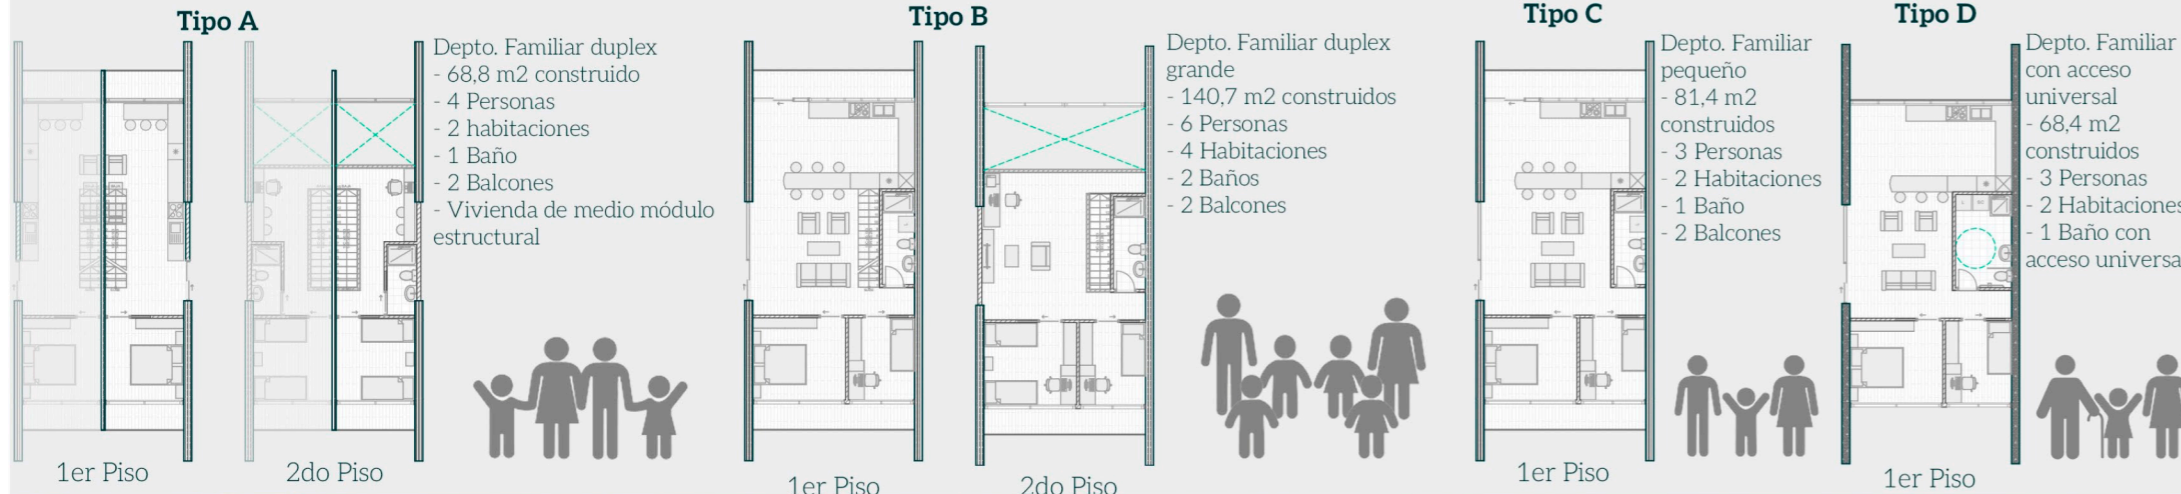 Tipo A
Depto. Familiar duplex
- 68,8 m2 construido
- 4 Personas
- 2 habitaciones
- 1 Baño
- 2 Balcones
- Vivienda de medio módulo
estructural
1er Piso
2do Piso
Tipo B
Depto. Familiar duplex
grande
- 140,7 m2 construidos
- 6 Personas
- 4 Habitaciones
- 2 Baños
- 2 Balcones
1er Piso
2do Piso
Tipo C
Depto. Familiar
pequeño
- 81,4 m2
construidos
- 3 Personas
- 2 Habitaciones
- 1 Baño
- 2 Balcones
1er Piso
Tipo D
Depto. Familiar
con acceso
universal
- 68,4 m2
construidos
- 3 Personas
- 2 Habitaciones
- 1 Baño con
acceso universa
1er Piso